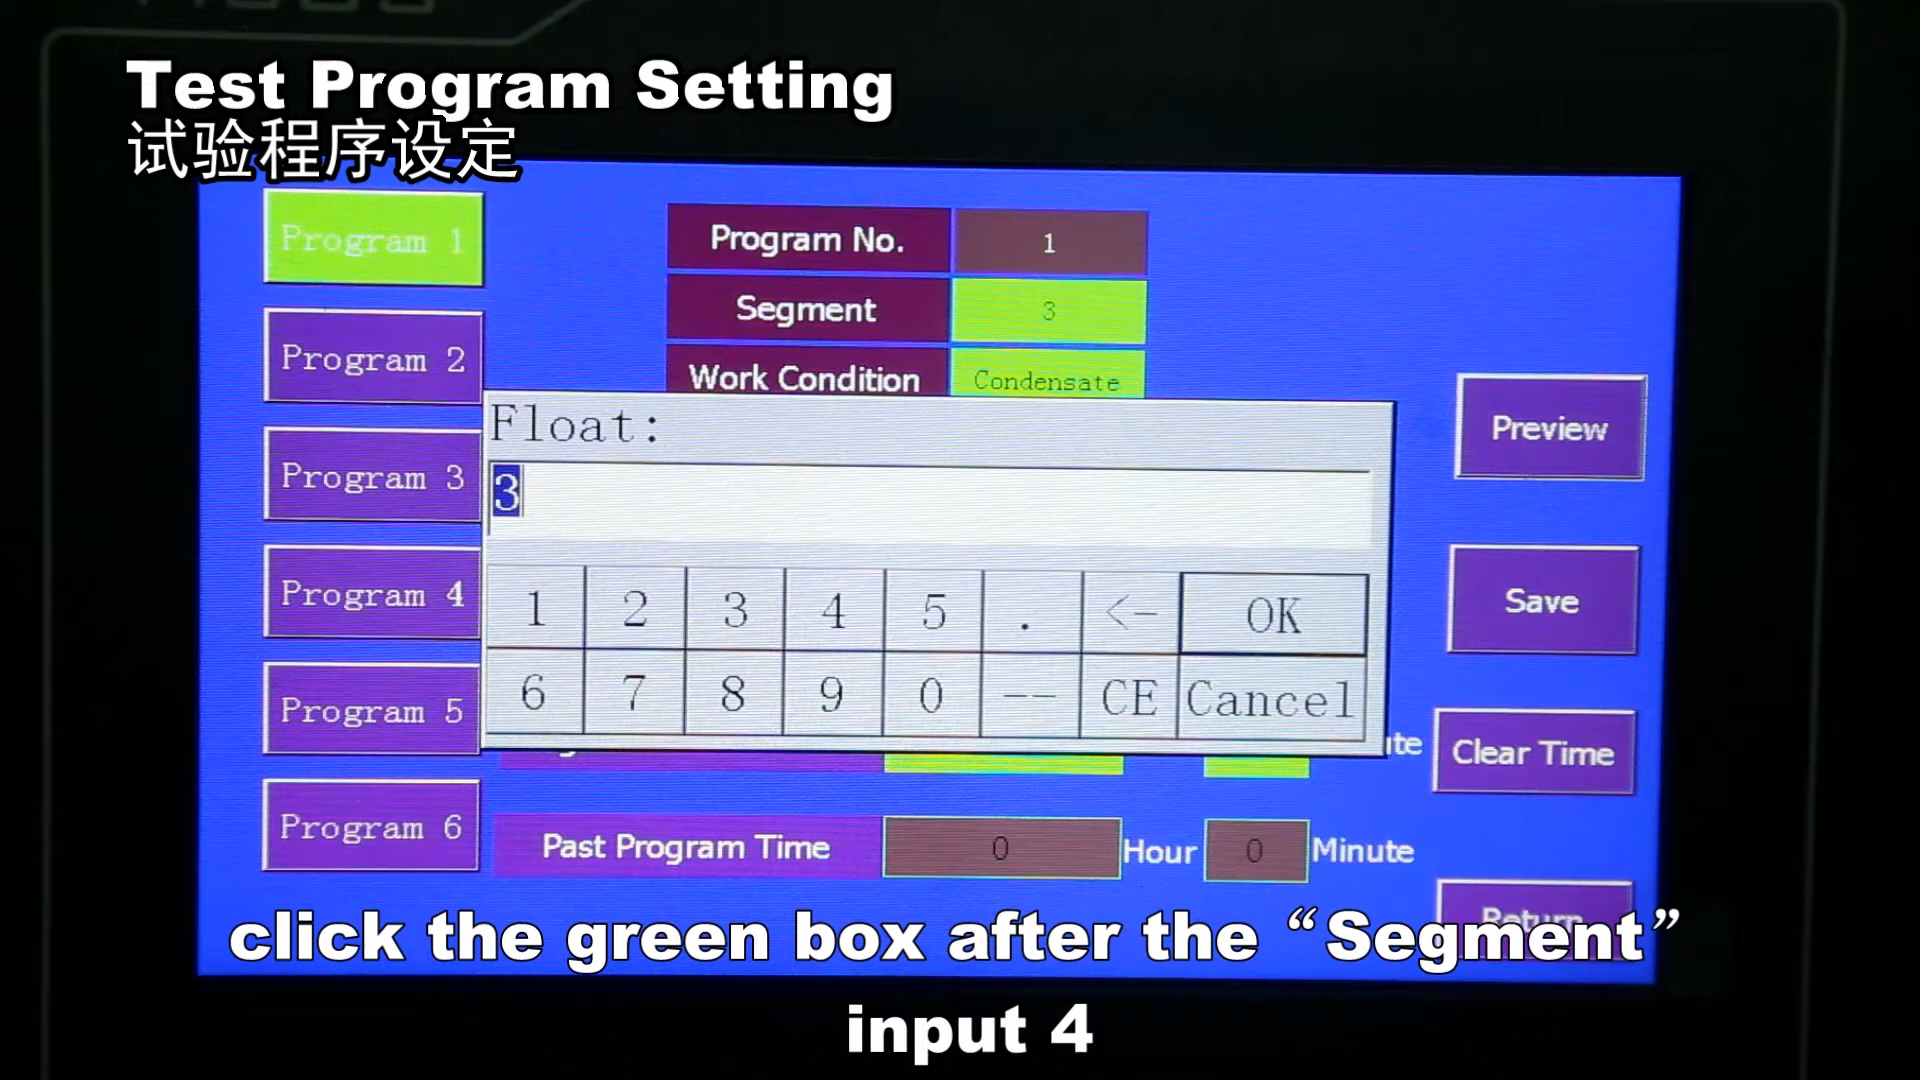 Test Program Setting
试验程序设定
Program 1
Program No.
1
Segment
3
Program 2
Work Condition
Condensate
Float:
Preview
Program 3
3
1 2 3 4 5 . <- OK
Program 4
Save
6 7 8 9 0 -- CE Cancel
Program 5
Clear Time
Program 6
Past Program Time
0
Hour
0
Minute
Return
click the green box after the “Segment”
input 4